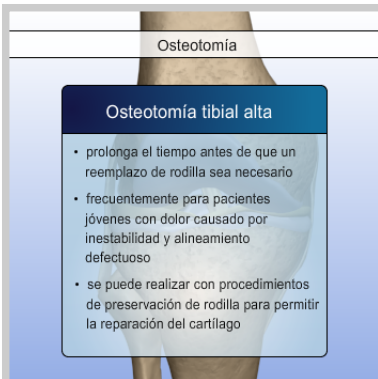 Osteotomía
Osteotomía tibial alta
• prolonga el tiempo antes de que un
reemplazo de rodilla sea necesario
• frecuentemente para pacientes
jóvenes con dolor causado por
inestabilidad y alineamiento
defectuoso
• se puede realizar con procedimientos
de preservación de rodilla para permitir
la reparación del cartílago